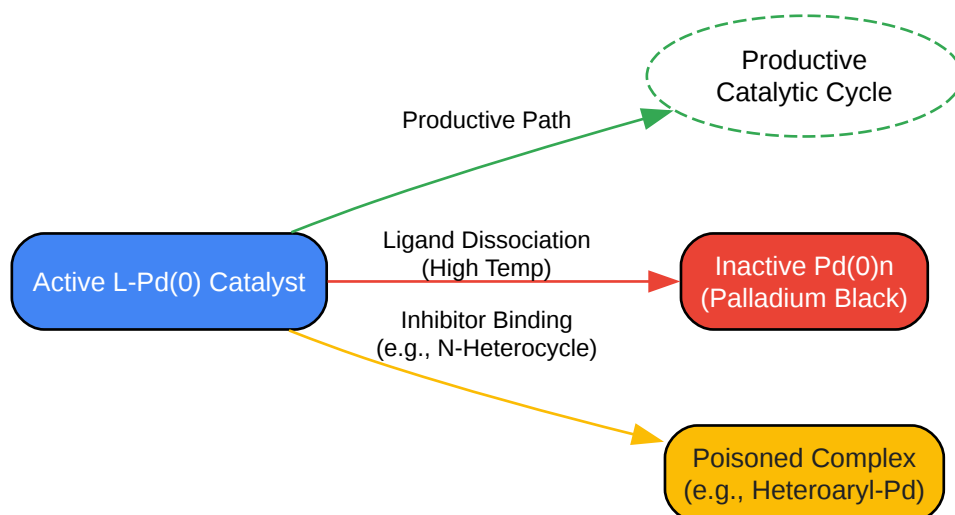 Productive
Catalytic Cycle
Productive Path
Ligand Dissociation
(High Temp)
Active L-Pd(0) Catalyst
Inactive Pd(0)n
(Palladium Black)
Inhibitor Binding
(e.g., N-Heterocycle)
Poisoned Complex
(e.g., Heteroaryl-Pd)